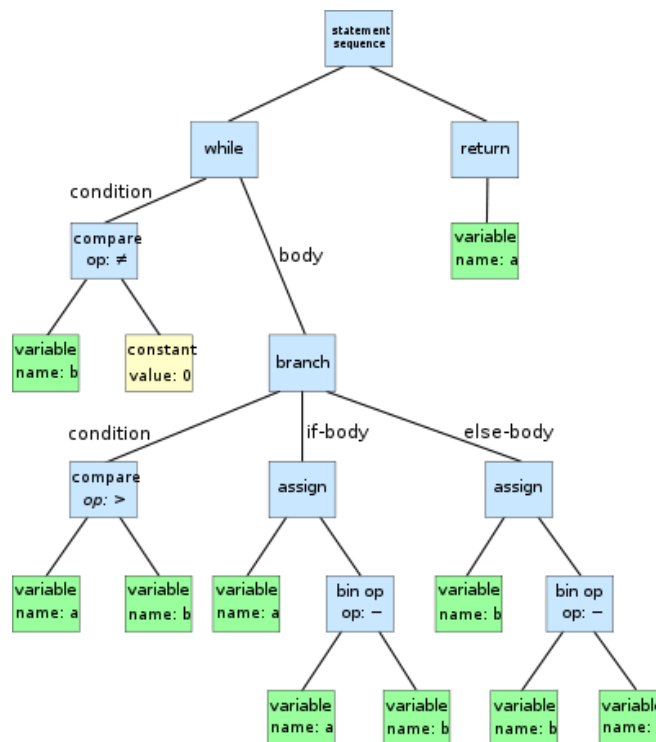 statement
sequence
while
return
condition
compare
op: ≠
body
variable
name: a
variable
name: b
constant
value: 0
branch
condition
if-body
else-body
compare
op: >
assign
assign
variable
name: a
variable
name: b
variable
name: a
bin op
op: −
variable
name: b
bin op
op: −
variable
name: a
variable
name: b
variable
name: b
variable
name: